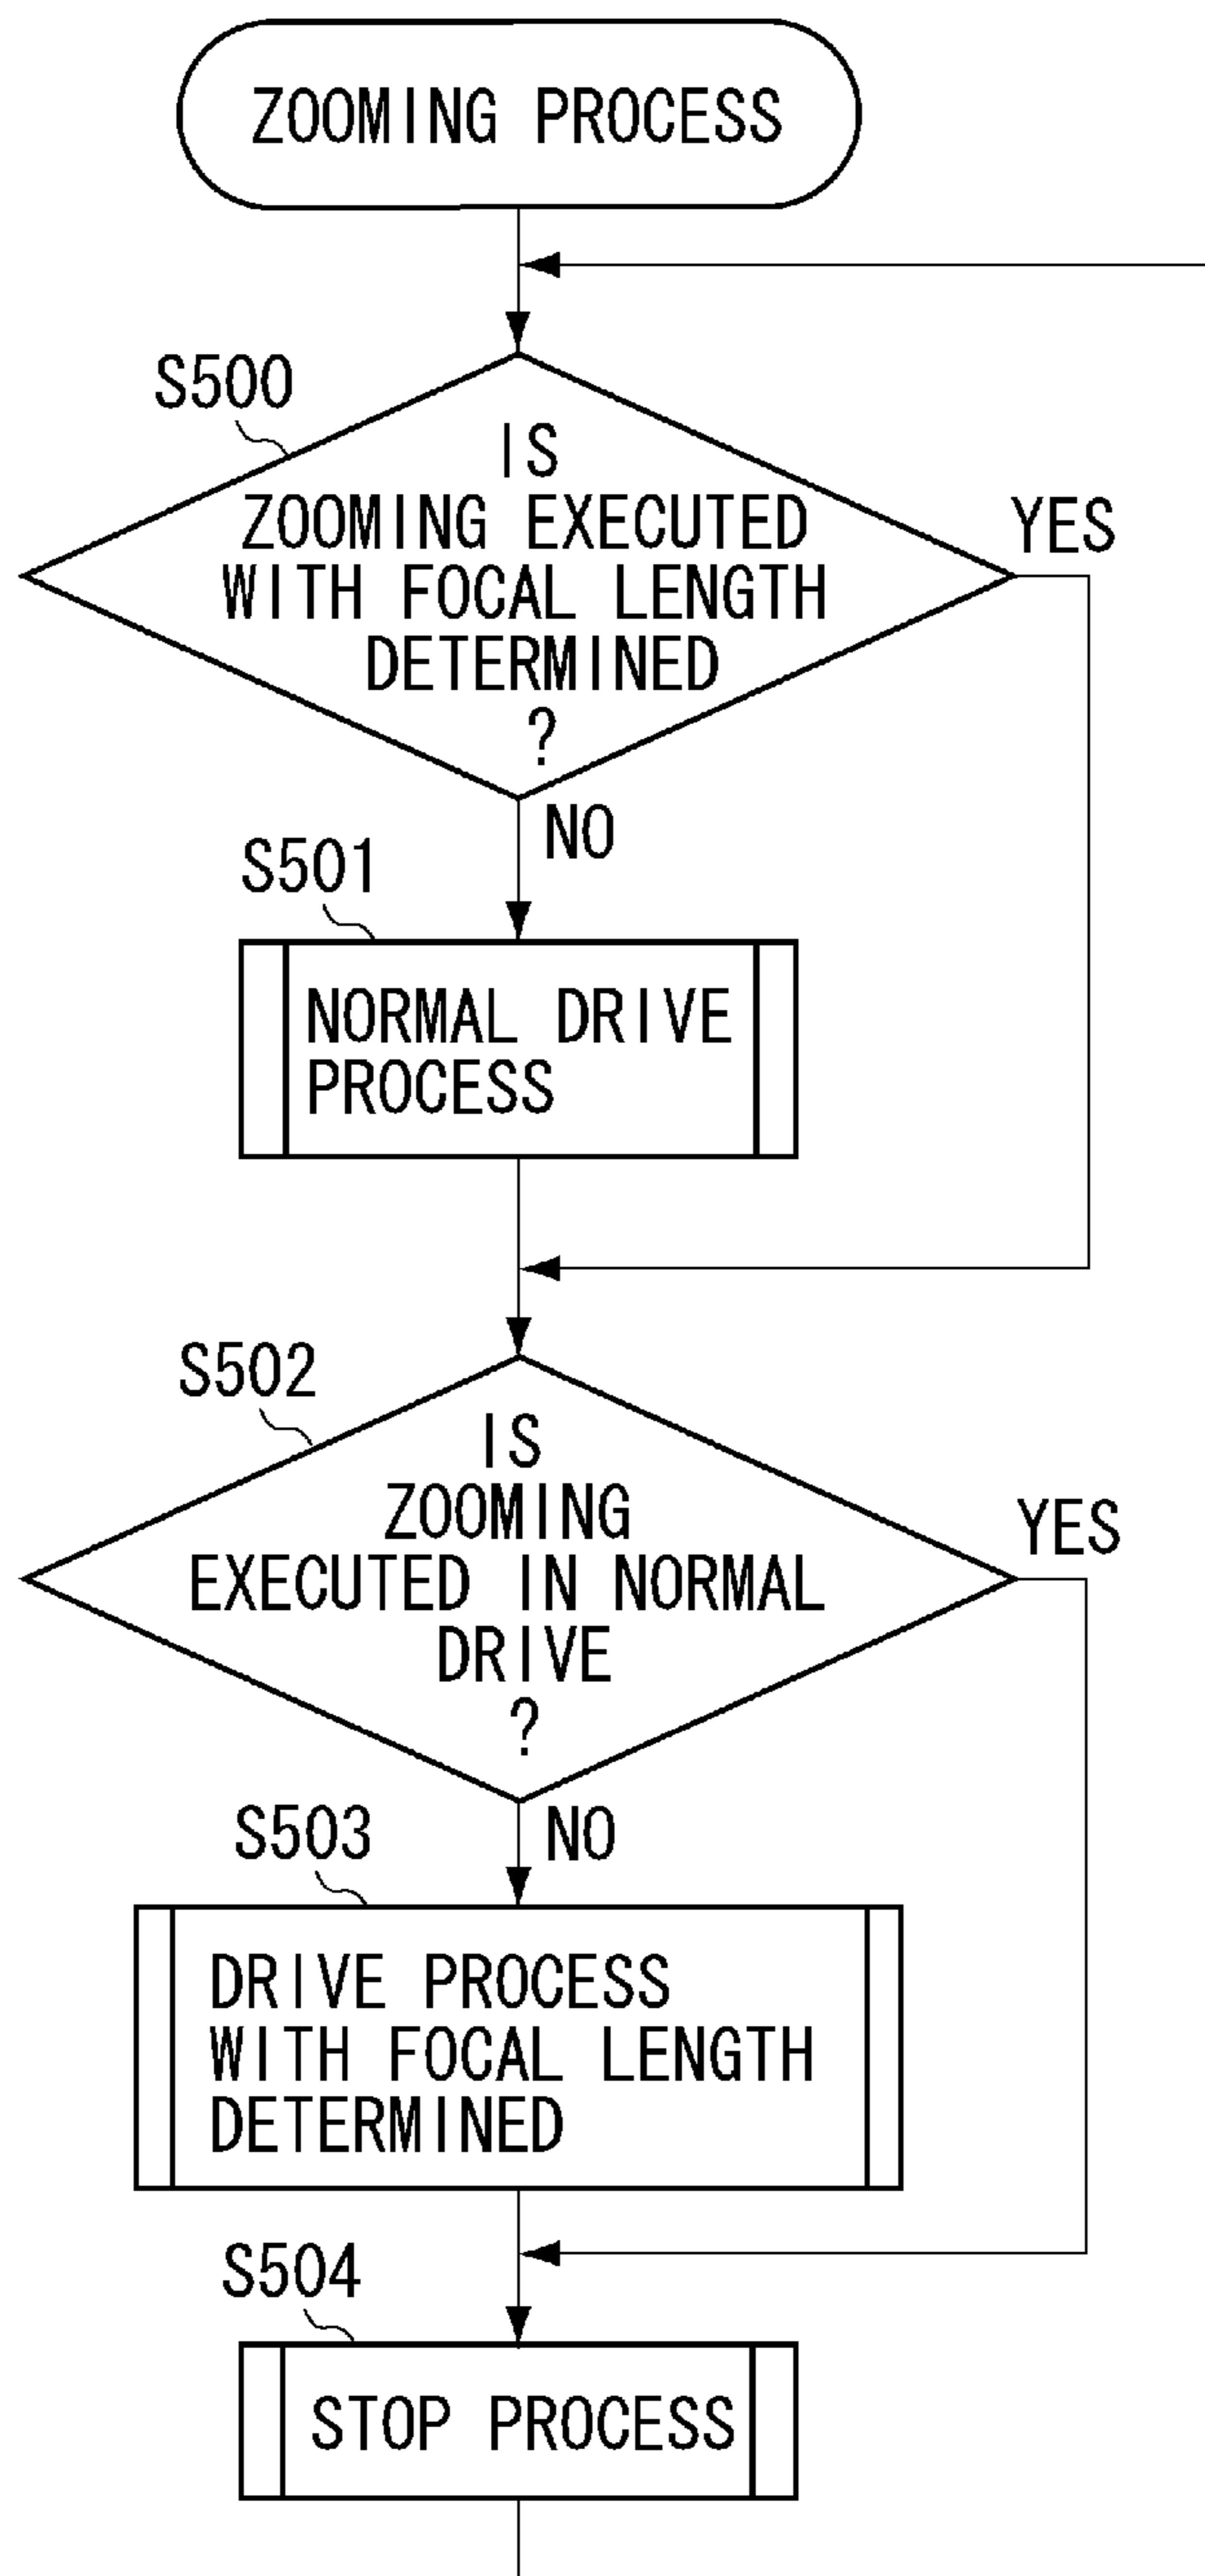 ZOOMING PROCESS
S500
IS
ZOOMING EXECUTED
WITH FOCAL LENGTH
DETERMINED
?
YES
NO
S501
NORMAL DRIVE
PROCESS
S502
IS
ZOOMING
EXECUTED IN NORMAL
DRIVE
?
YES
NO
S503
DRIVE PROCESS
WITH FOCAL LENGTH
DETERMINED
S504
STOP PROCESS